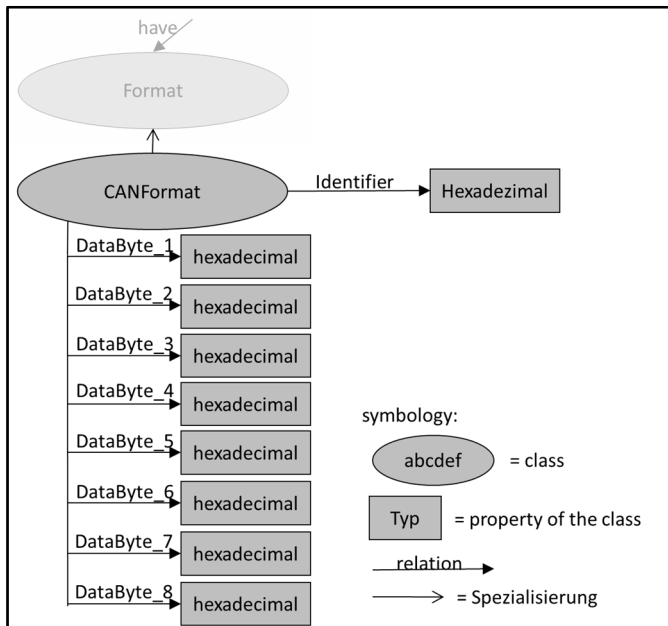 have
Format
CANFormat
Identifier
Hexadezimal
DataByte_1
hexadecimal
DataByte_2
hexadecimal
DataByte_3
hexadecimal
DataByte_4
hexadecimal
DataByte_5
hexadecimal
DataByte_6
hexadecimal
DataByte_7
hexadecimal
DataByte_8
hexadecimal
symbology:
abcdef = class
Typ = property of the class
relation
= Spezialisierung